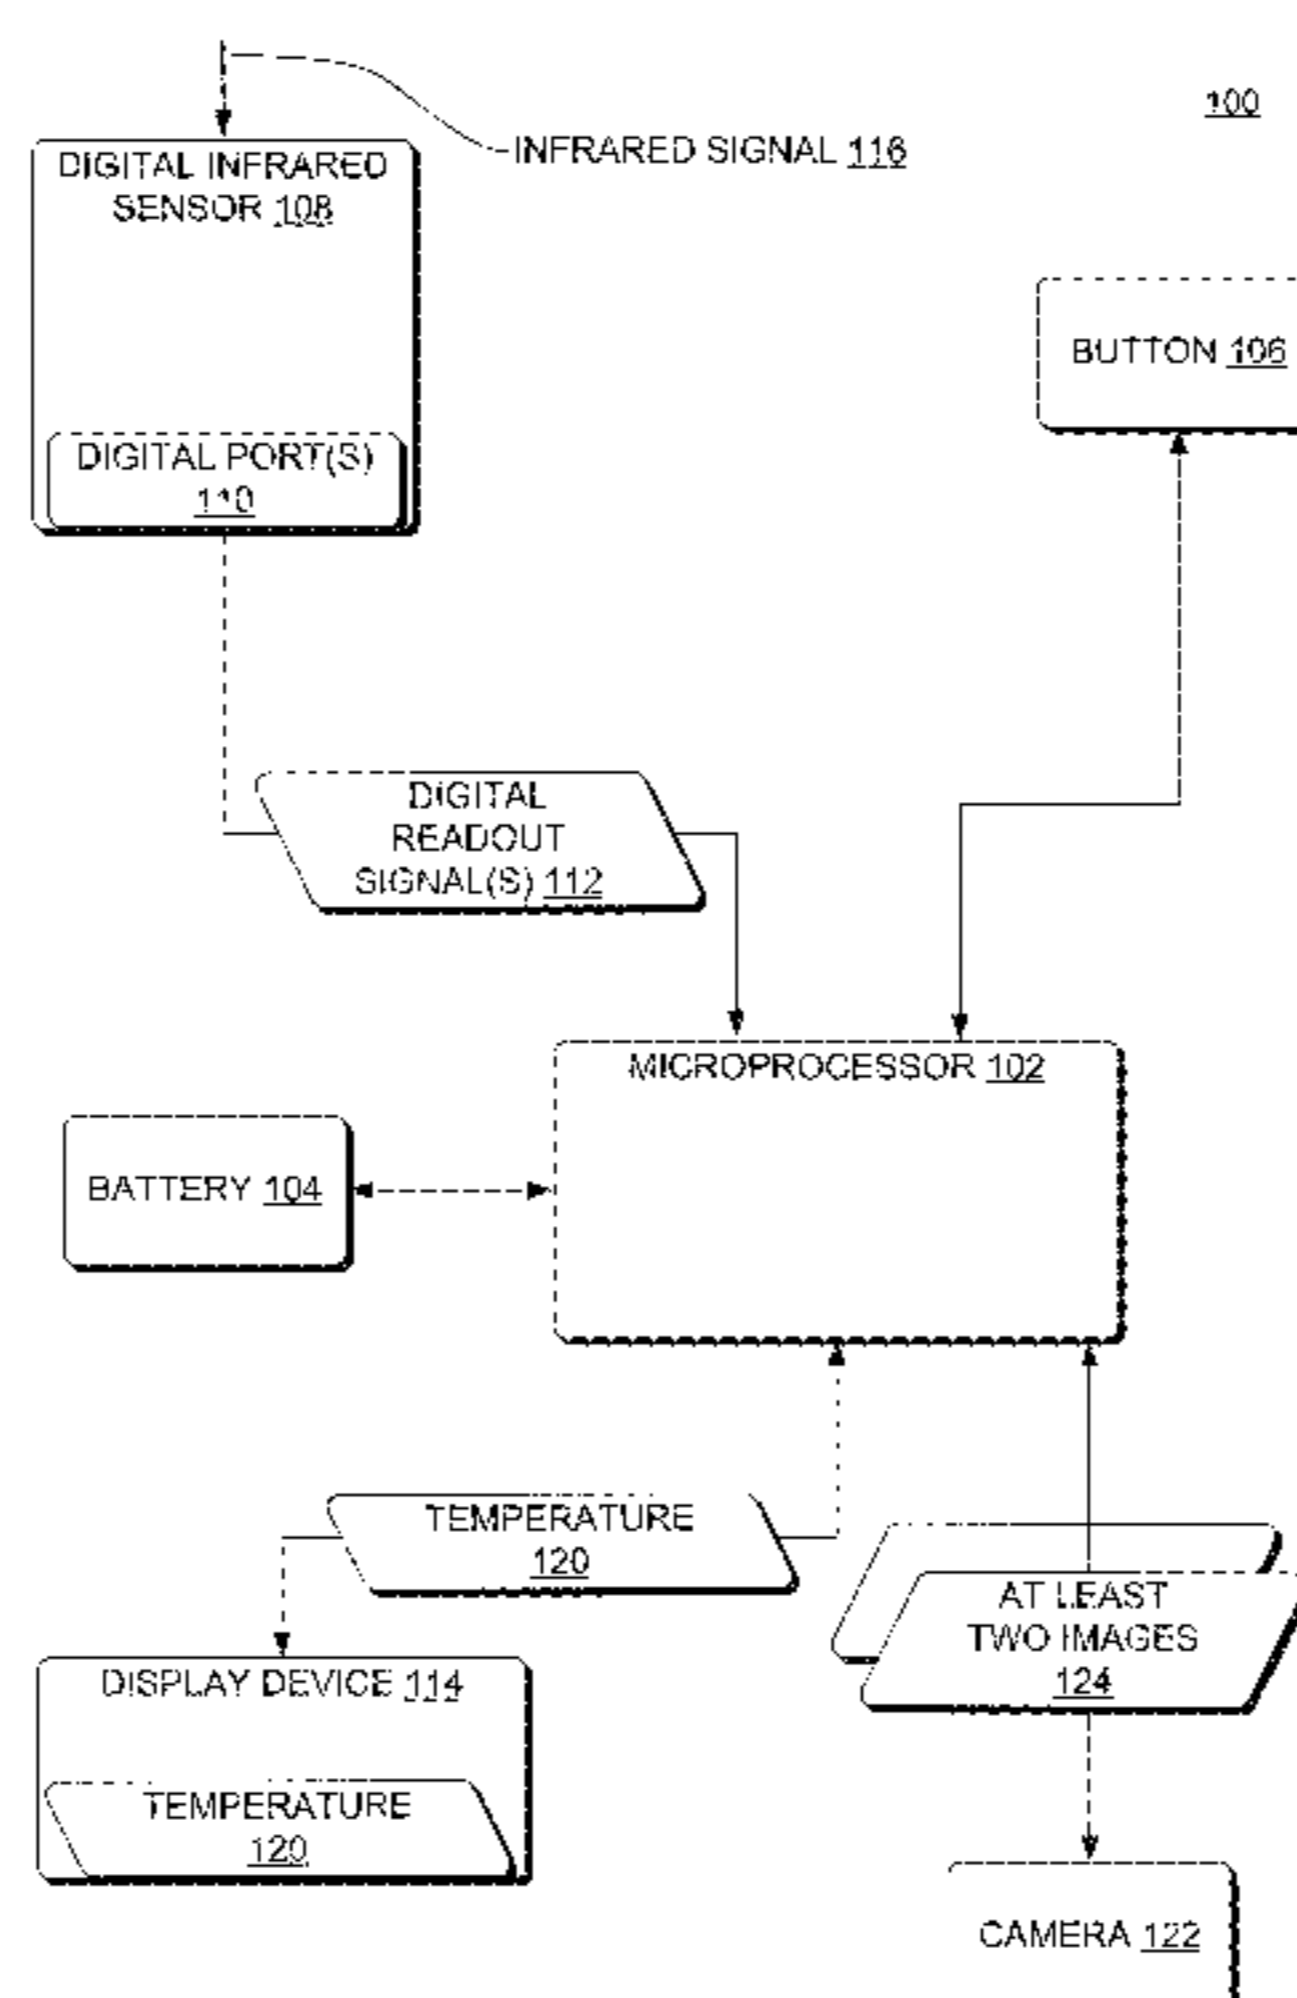 100
INFRARED SIGNAL 116
DIGITAL INFRARED
SENSOR 108
BUTTON 106
DIGITAL PORT(S)
110
DIGITAL
READOUT
SIGNAL(S) 112
MICROPROCESSOR 102
BATTERY 104
TEMPERATURE
120
AT LEAST
TWO IMAGES
124
DISPLAY DEVICE 114
TEMPERATURE
120
CAMERA 122